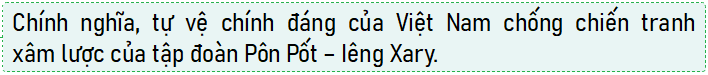 Chính nghĩa, tự vệ chính đáng của Việt Nam chống chiến tranh
xâm lược của tập đoàn Pôn Pốt – Iêng Xary.